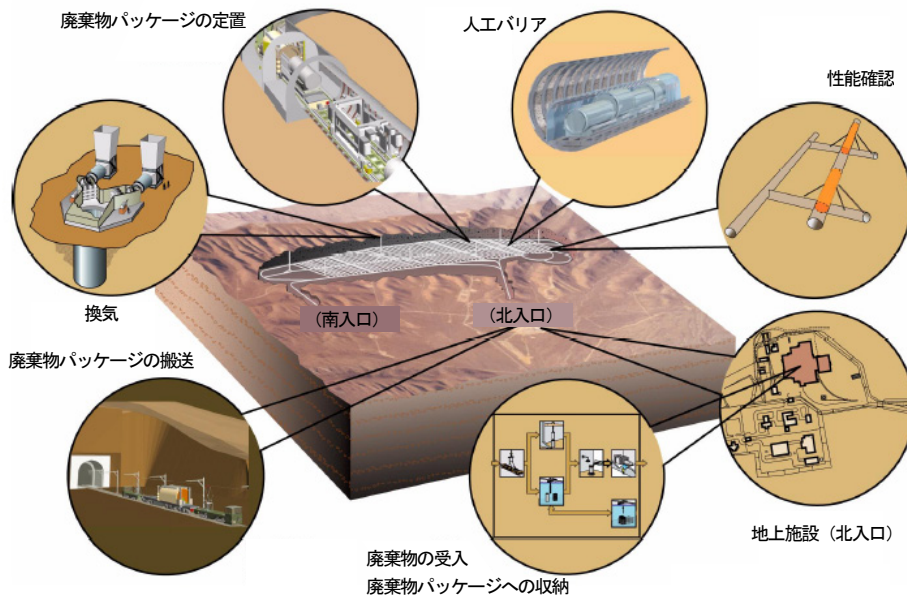 廃棄物パッケージの定置
人工バリア
性能確認
換気
(南入口)
(北入口)
廃棄物パッケージの搬送
廃棄物の受入
廃棄物パッケージへの収納
地上施設(北入口)